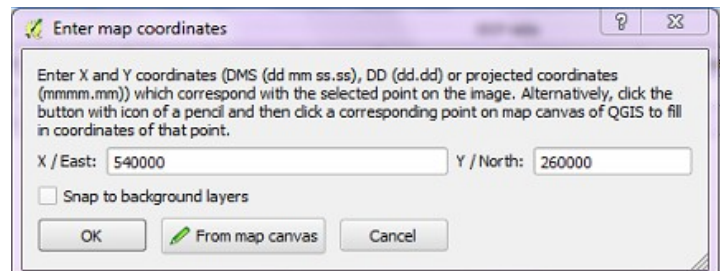 Enter map coordinates
Enter X and Y coordinates (DMS (dd mm ss.ss), DD (dd.dd) or projected coordinates
(mmmm.mm)) which correspond with the selected point on the image. Alternatively, click the
button with icon of a pencil and then click a corresponding point on map canvas of QGIS to fill
in coordinates of that point.
X / East: 540000 Y / North: 260000
Snap to background layers
OK From map canvas Cancel